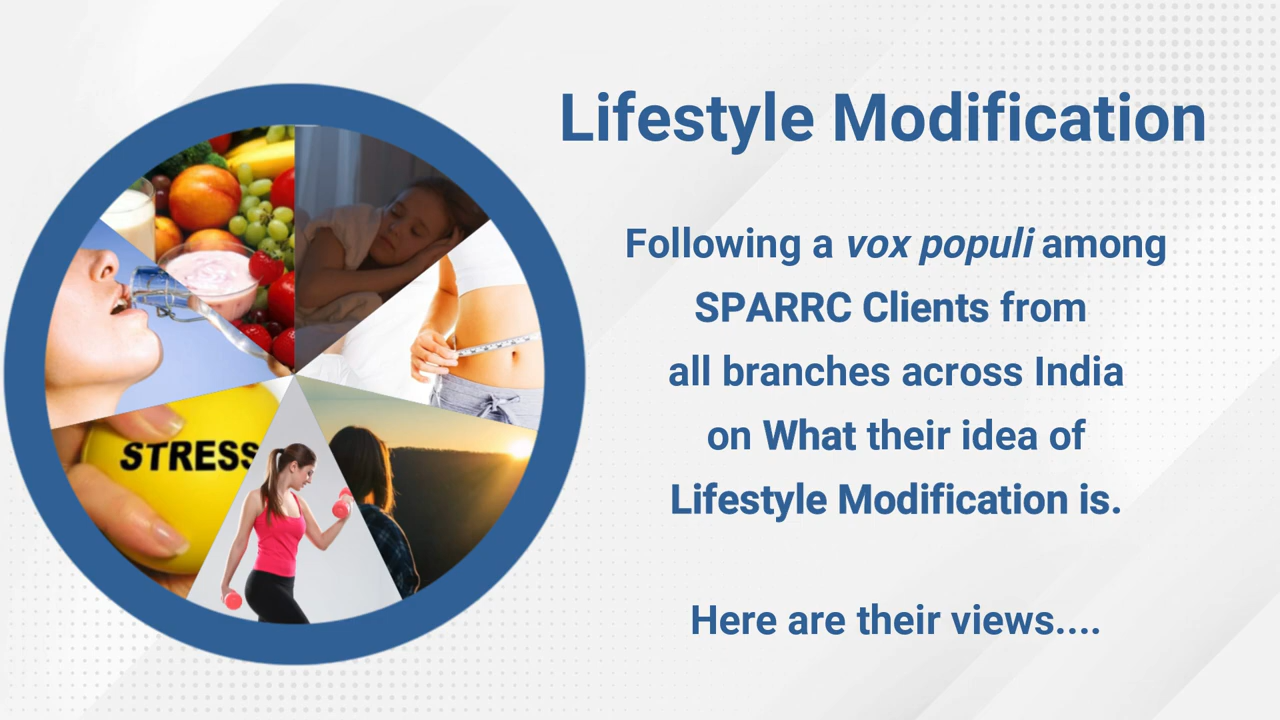 Lifestyle Modification
Following a vox populi among
SPARRC Clients from
all branches across India
on What their idea of
Lifestyle Modification is.
Here are their views....
STRESS